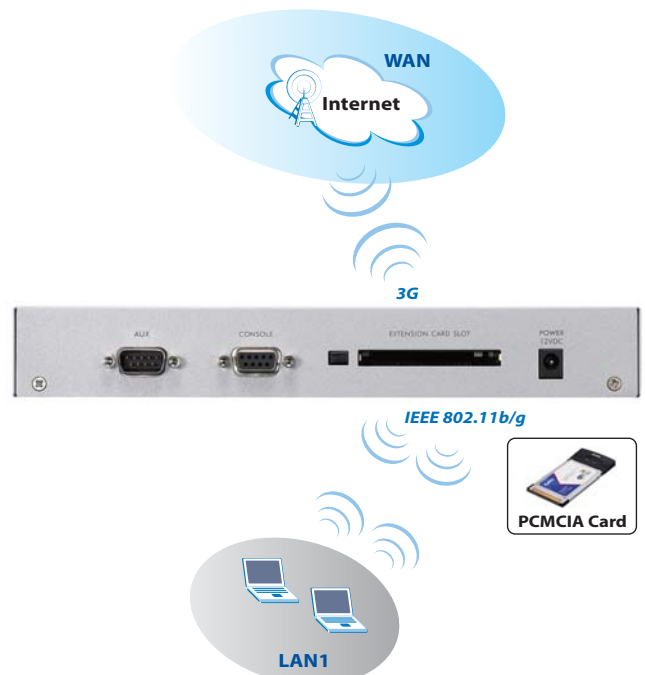 WAN
Internet
3G
AUX
CONSOLE
EXTENSION CARD SLOT
POWER
12VDC
IEEE 802.11b/g
PCMCIA Card
LAN1